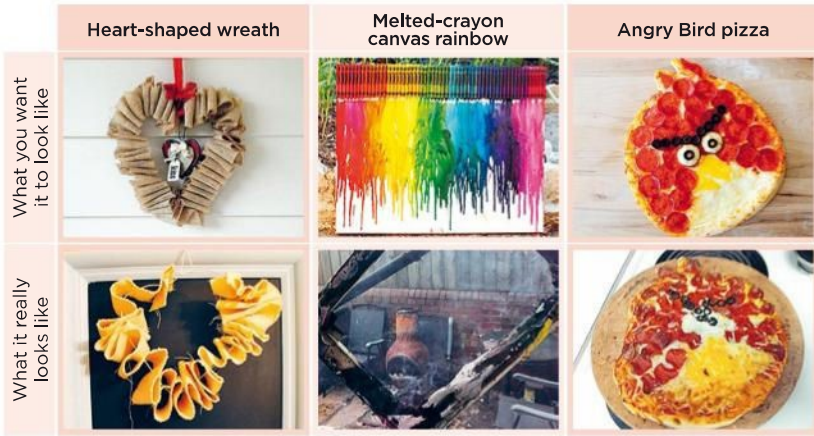 Heart-shaped wreath
Melted-crayon
canvas rainbow
Angry Bird pizza
What you want
it to look like
What it really
looks like